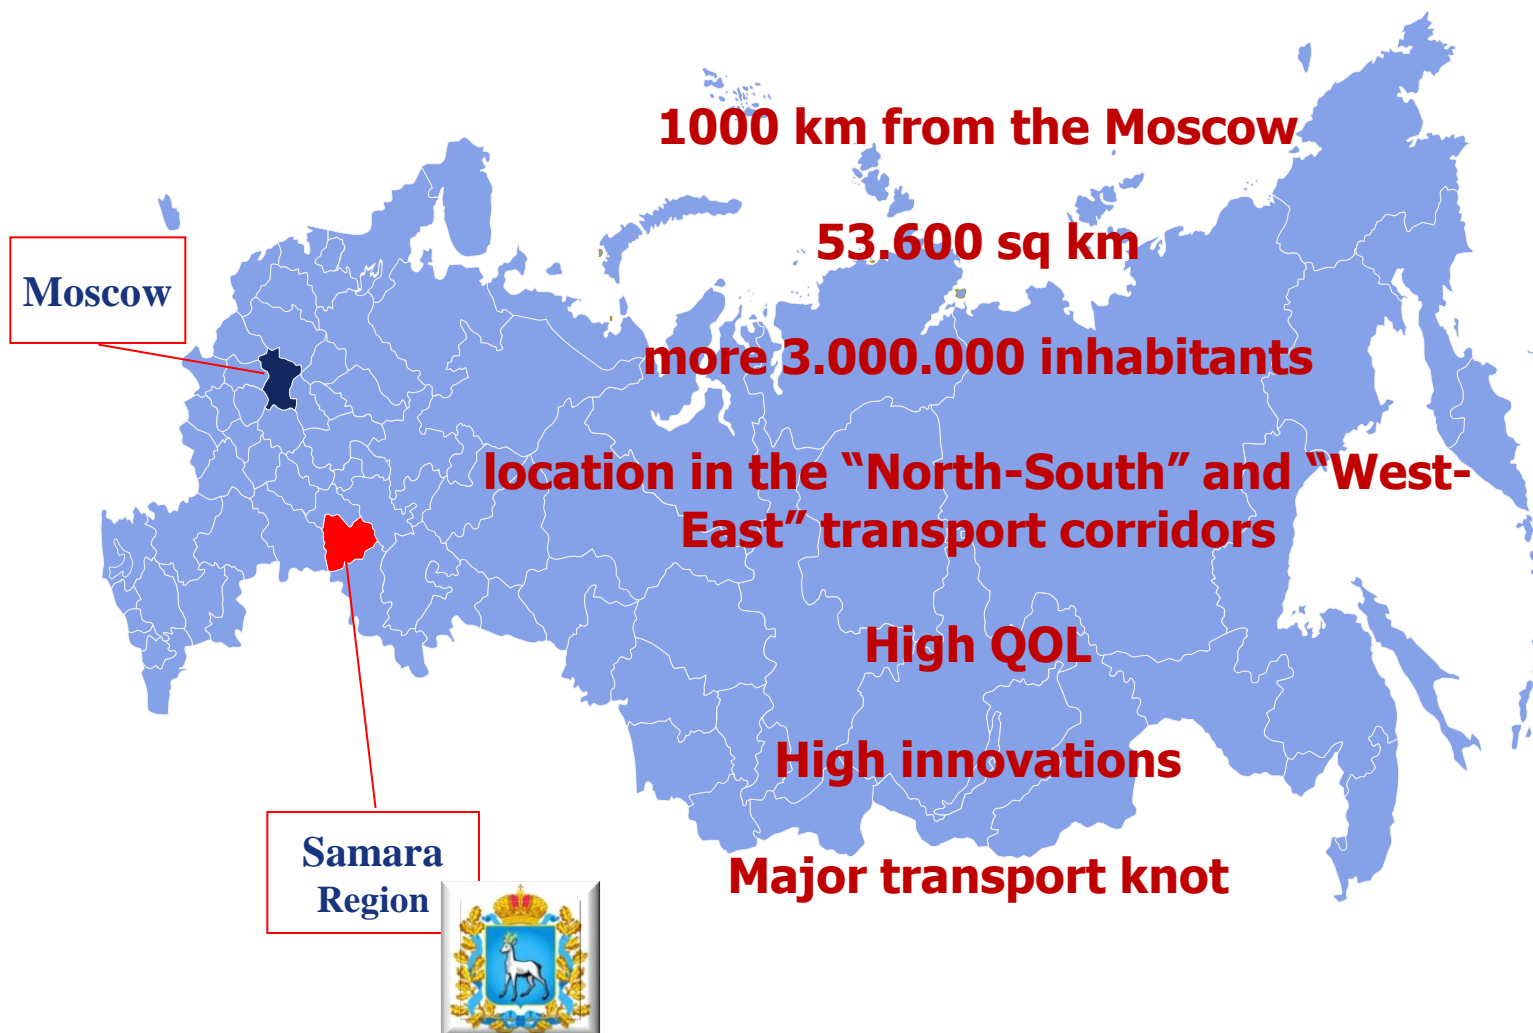 1000 km from the Moscow
53.600 sq km
Moscow
more 3.000.000 inhabitants
location in the “North-South” and “West-
East” transport corridors
High QOL
High innovations
Samara
Region
Major transport knot